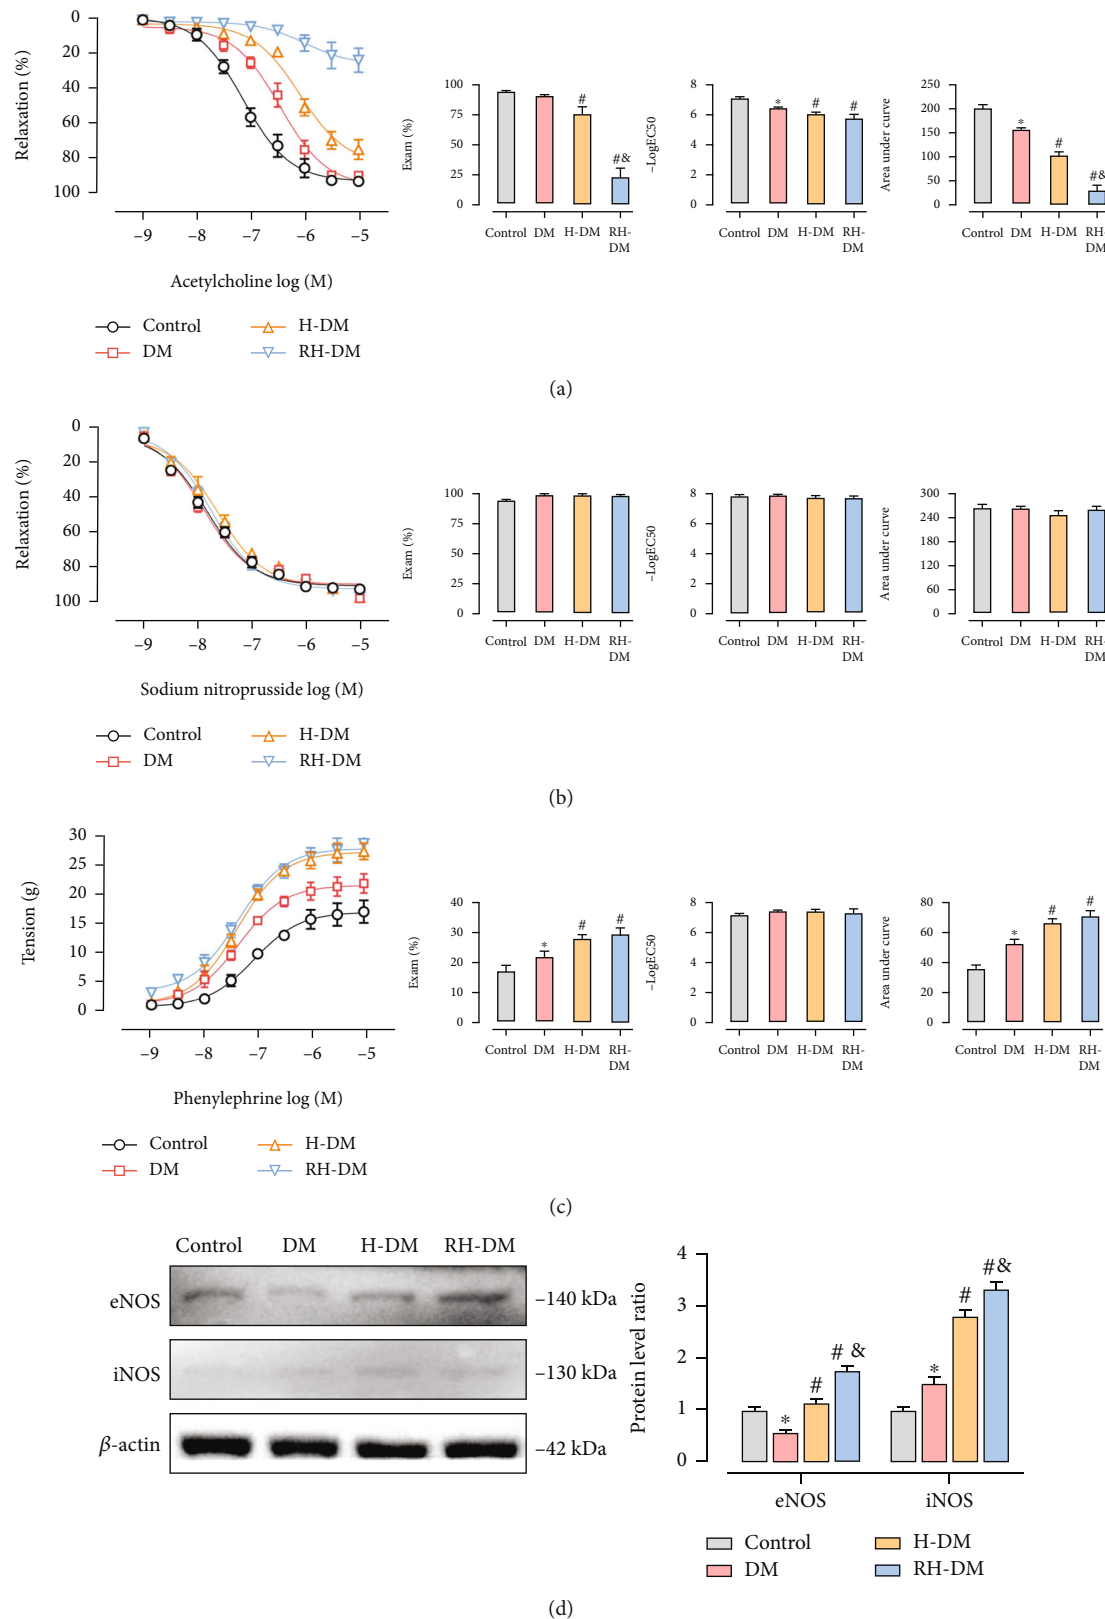 0
20
40
60
80
100
Relaxation (%)
–9 –8 –7 –6 –5
Acetylcholine log (M)
Control
DM
H-DM
RH-DM
100
75
50
25
0
Exam (%)
#
#&
Control DM H-DM RH-DM
8
6
4
2
0
–LogEC50
* # #
Control DM H-DM RH-DM
250
200
150
100
50
0
Area under curve
*
#
#&
Control DM H-DM RH-DM
(a)
0
20
40
60
80
100
Relaxation (%)
–9 –8 –7 –6 –5
Sodium nitroprusside log (M)
Control
DM
H-DM
RH-DM
100
75
50
25
0
Exam (%)
Control DM H-DM RH-DM
8
6
4
2
0
–LogEC50
Control DM H-DM RH-DM
300
240
180
120
60
0
Area under curve
Control DM H-DM RH-DM
(b)
30
25
20
15
10
5
0
Tension (g)
–9 –8 –7 –6 –5
Phenylephrine log (M)
Control
DM
H-DM
RH-DM
40
30
20
10
0
Exam (%)
* # #
Control DM H-DM RH-DM
8
6
4
2
0
–LogEC50
Control DM H-DM RH-DM
80
60
40
20
0
Area under curve
* # #
Control DM H-DM RH-DM
(c)
Control DM H-DM RH-DM
eNOS –140 kDa
iNOS –130 kDa
β-actin –42 kDa
4
3
2
1
0
Protein level ratio
* # # &
* # #&
eNOS iNOS
Control
DM
H-DM
RH-DM
(d)